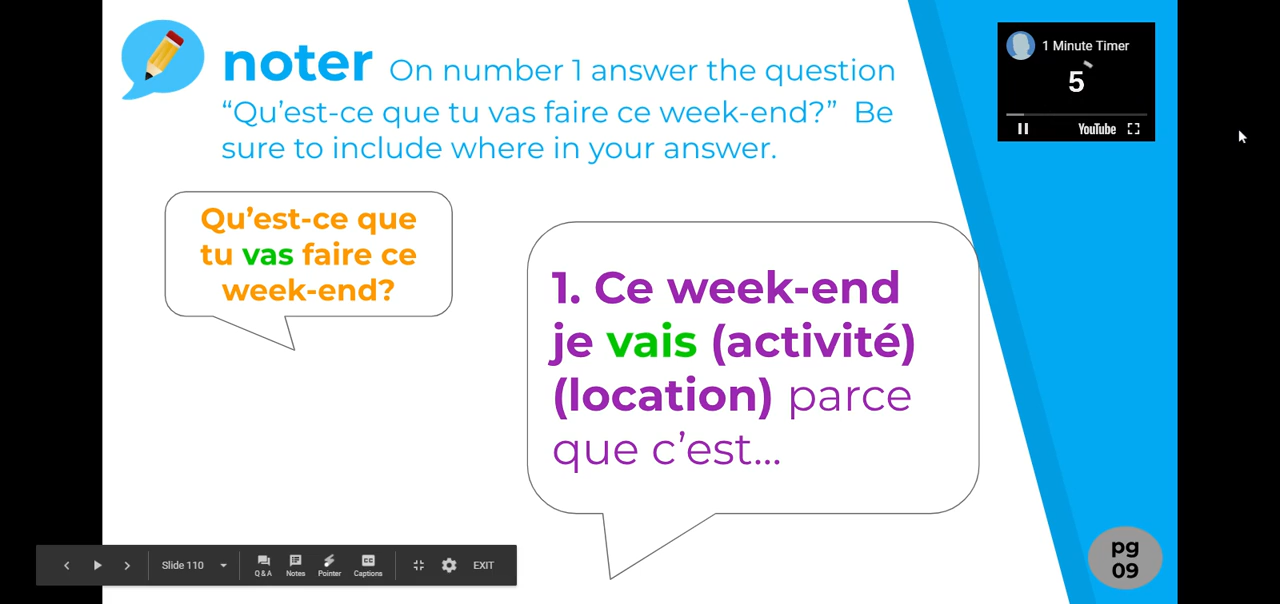 noter On number 1 answer the question
“Qu’est-ce que tu vas faire ce week-end?” Be
sure to include where in your answer.
1 Minute Timer
5
YouTube
Qu’est-ce que
tu vas faire ce
week-end?
1. Ce week-end
je vais (activité)
(location) parce
que c’est...
Slide 110
Q & A
Notes
Pointer
CC
Captions
EXIT
pg
09